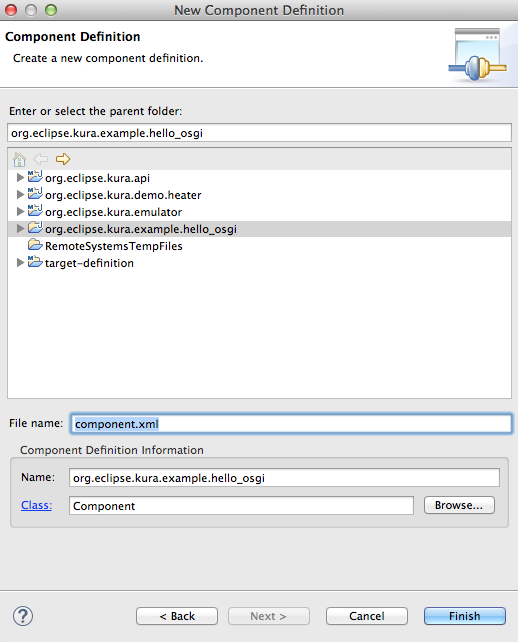 New Component Definition
Component Definition
Create a new component definition.
Enter or select the parent folder:
org.eclipse.kura.example.hello_osgi
org.eclipse.kura.api
org.eclipse.kura.demo.heater
org.eclipse.kura.emulator
org.eclipse.kura.example.hello_osgi
RemoteSystemsTempFiles
target-definition
File name: component.xml
Component Definition Information
Name: org.eclipse.kura.example.hello_osgi
Class: Component Browse...
? < Back Next > Cancel Finish